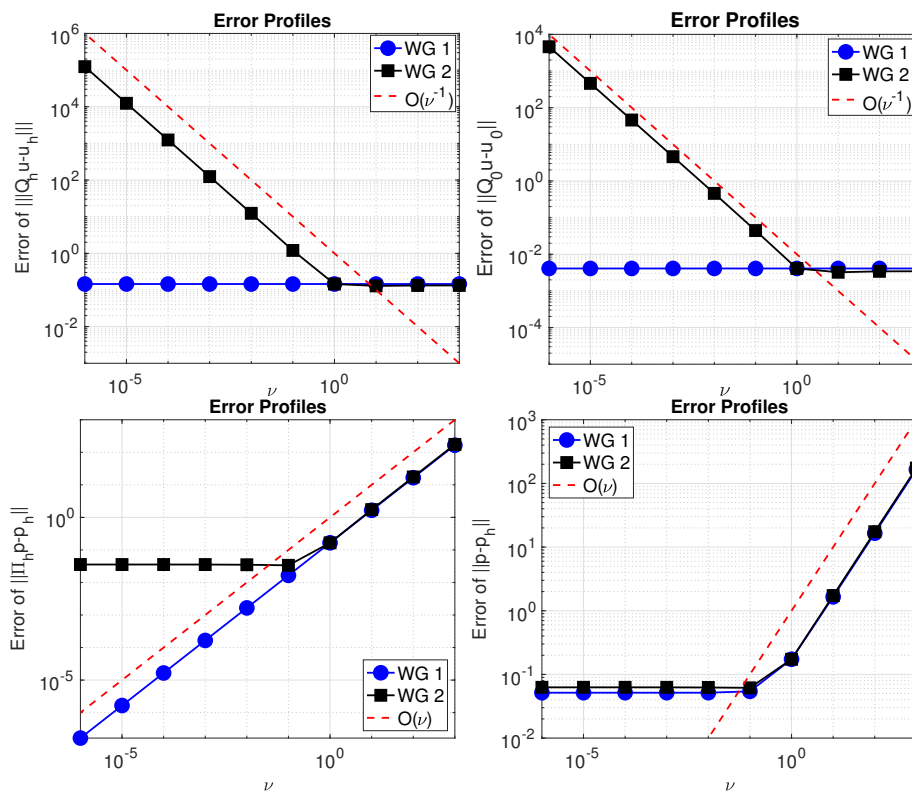 Error Profiles
10^6
10^4
10^2
10^0
10^-2
Error of |||Q_h u-u_h|||
WG 1
WG 2
O(ν^-1)
10^-5
10^0
ν
Error Profiles
10^4
10^2
10^0
10^-2
10^-4
Error of ||Q_0 u-u_0||
WG 1
WG 2
O(ν^-1)
10^-5
10^0
ν
Error Profiles
10^0
10^-5
Error of ||Π_h p-p_h||
WG 1
WG 2
O(ν)
10^-5
10^0
ν
Error Profiles
10^2
10^1
10^0
10^-1
10^-2
Error of ||p-p_h||
WG 1
WG 2
O(ν)
10^-5
10^0
ν